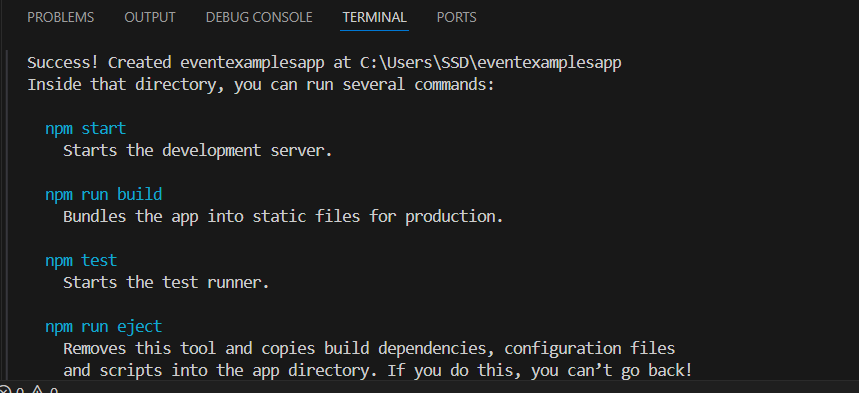 PROBLEMS OUTPUT DEBUG CONSOLE TERMINAL PORTS
Success! Created eventexamplesapp at C:\Users\SSD\eventexamplesapp
Inside that directory, you can run several commands:
npm start
Starts the development server.
npm run build
Bundles the app into static files for production.
npm test
Starts the test runner.
npm run eject
Removes this tool and copies build dependencies, configuration files
and scripts into the app directory. If you do this, you can’t go back!
0 0